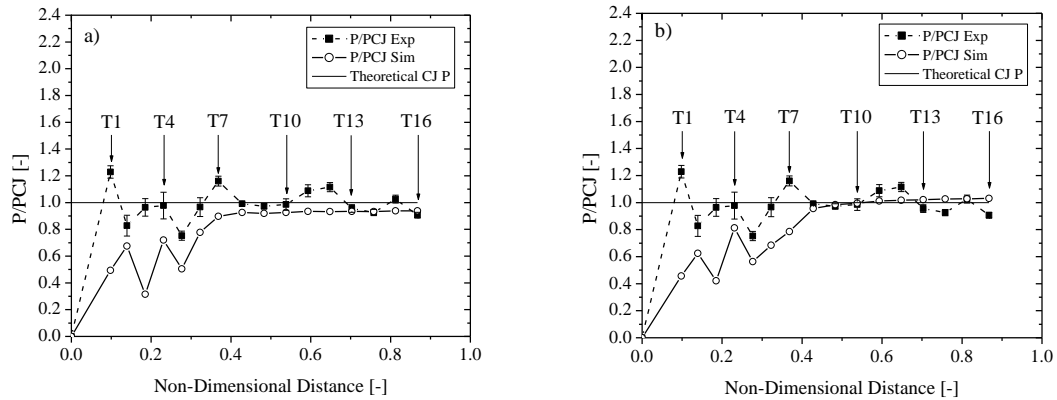 a)
P/PCJ Exp
P/PCJ Sim
Theoretical CJ P
T1 T4 T7 T10 T13 T16
2.4
2.2
2.0
1.8
1.6
1.4
1.2
1.0
0.8
0.6
0.4
0.2
0.0
P/PCJ [-]
0.0 0.2 0.4 0.6 0.8 1.0
Non-Dimensional Distance [-]
b)
P/PCJ Exp
P/PCJ Sim
Theoretical CJ P
T1 T4 T7 T10 T13 T16
2.4
2.2
2.0
1.8
1.6
1.4
1.2
1.0
0.8
0.6
0.4
0.2
0.0
P/PCJ [-]
0.0 0.2 0.4 0.6 0.8 1.0
Non-Dimensional Distance [-]